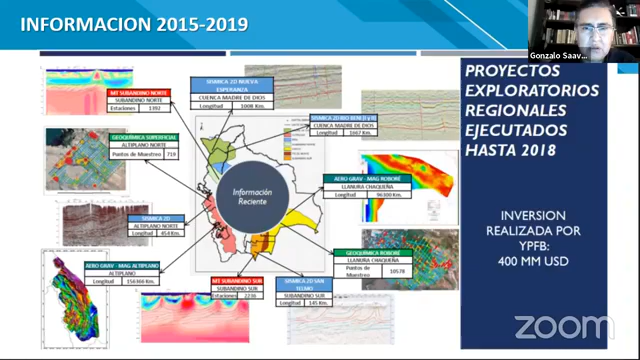 INFORMACION 2015-2019
Gonzalo Saav...
PROYECTOS
EXPLORATORIOS
REGIONALES
EJECUTADOS
HASTA 2018
INVERSION
REALIZADA POR
YPFB:
400 MM USD
SISMICA 2D NUEVA
ESPERANZA
CUENCA MADRE DE DIOS
Longitud 1008 Km.
MT SUBANDINO NORTE
SUBANDINO NORTE
Estaciones 1392
SISMICA 2D RIO BENI (I y II)
CUENCA MADRE DE DIOS
Longitud 1667 Km.
GEOQUIMICA SUPERFICIAL
ALTIPLANO NORTE
Puntos de Muestreo 719
Información
Reciente
AERO GRAV - MAG ROBORÉ
LLANURA CHAQUEÑA
Longitud 96300 Km.
SISMICA 2D
ALTIPLANO NORTE
Longitud 454 Km.
AERO GRAV - MAG ALTIPLANO
ALTIPLANO
Longitud 156366 Km.
GEOQUÍMICA ROBORÉ
LLANURA CHAQUEÑA
Puntos de
Muestreo 10578
MT SUBANDINO SUR
SUBANDINO SUR
Estaciones 2238
SISMICA 2D SAN
TELMO
SUBANDINO SUR
Longitud 145 Km.
zoom